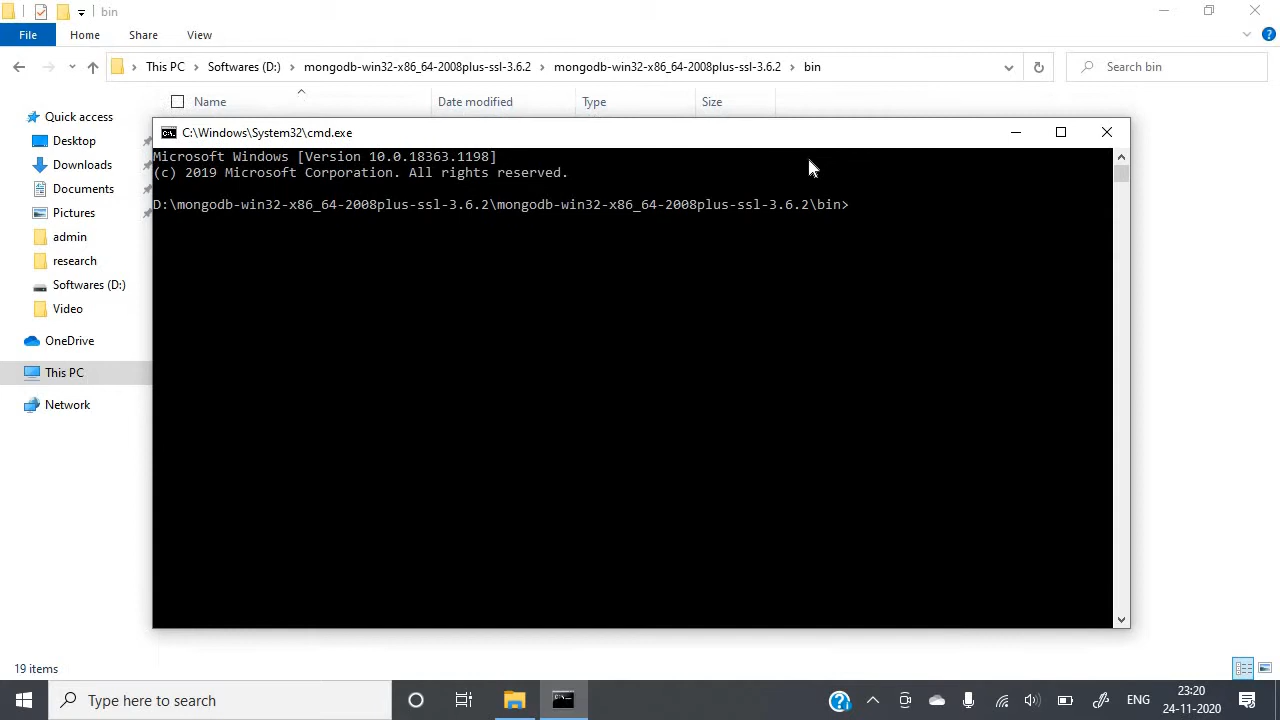 bin
File
Home
Share
View
This PC
Softwares (D:)
mongodb-win32-x86_64-2008plus-ssl-3.6.2
mongodb-win32-x86_64-2008plus-ssl-3.6.2
bin
Search bin
Name
Date modified
Type
Size
Quick access
Desktop
Downloads
Documents
Pictures
admin
research
Softwares (D:)
Video
OneDrive
This PC
Network
C:\Windows\System32\cmd.exe
Microsoft Windows [Version 10.0.18363.1198]
(c) 2019 Microsoft Corporation. All rights reserved.
D:\mongodb-win32-x86_64-2008plus-ssl-3.6.2\mongodb-win32-x86_64-2008plus-ssl-3.6.2\bin>
19 items
Type here to search
ENG
23:20
24-11-2020